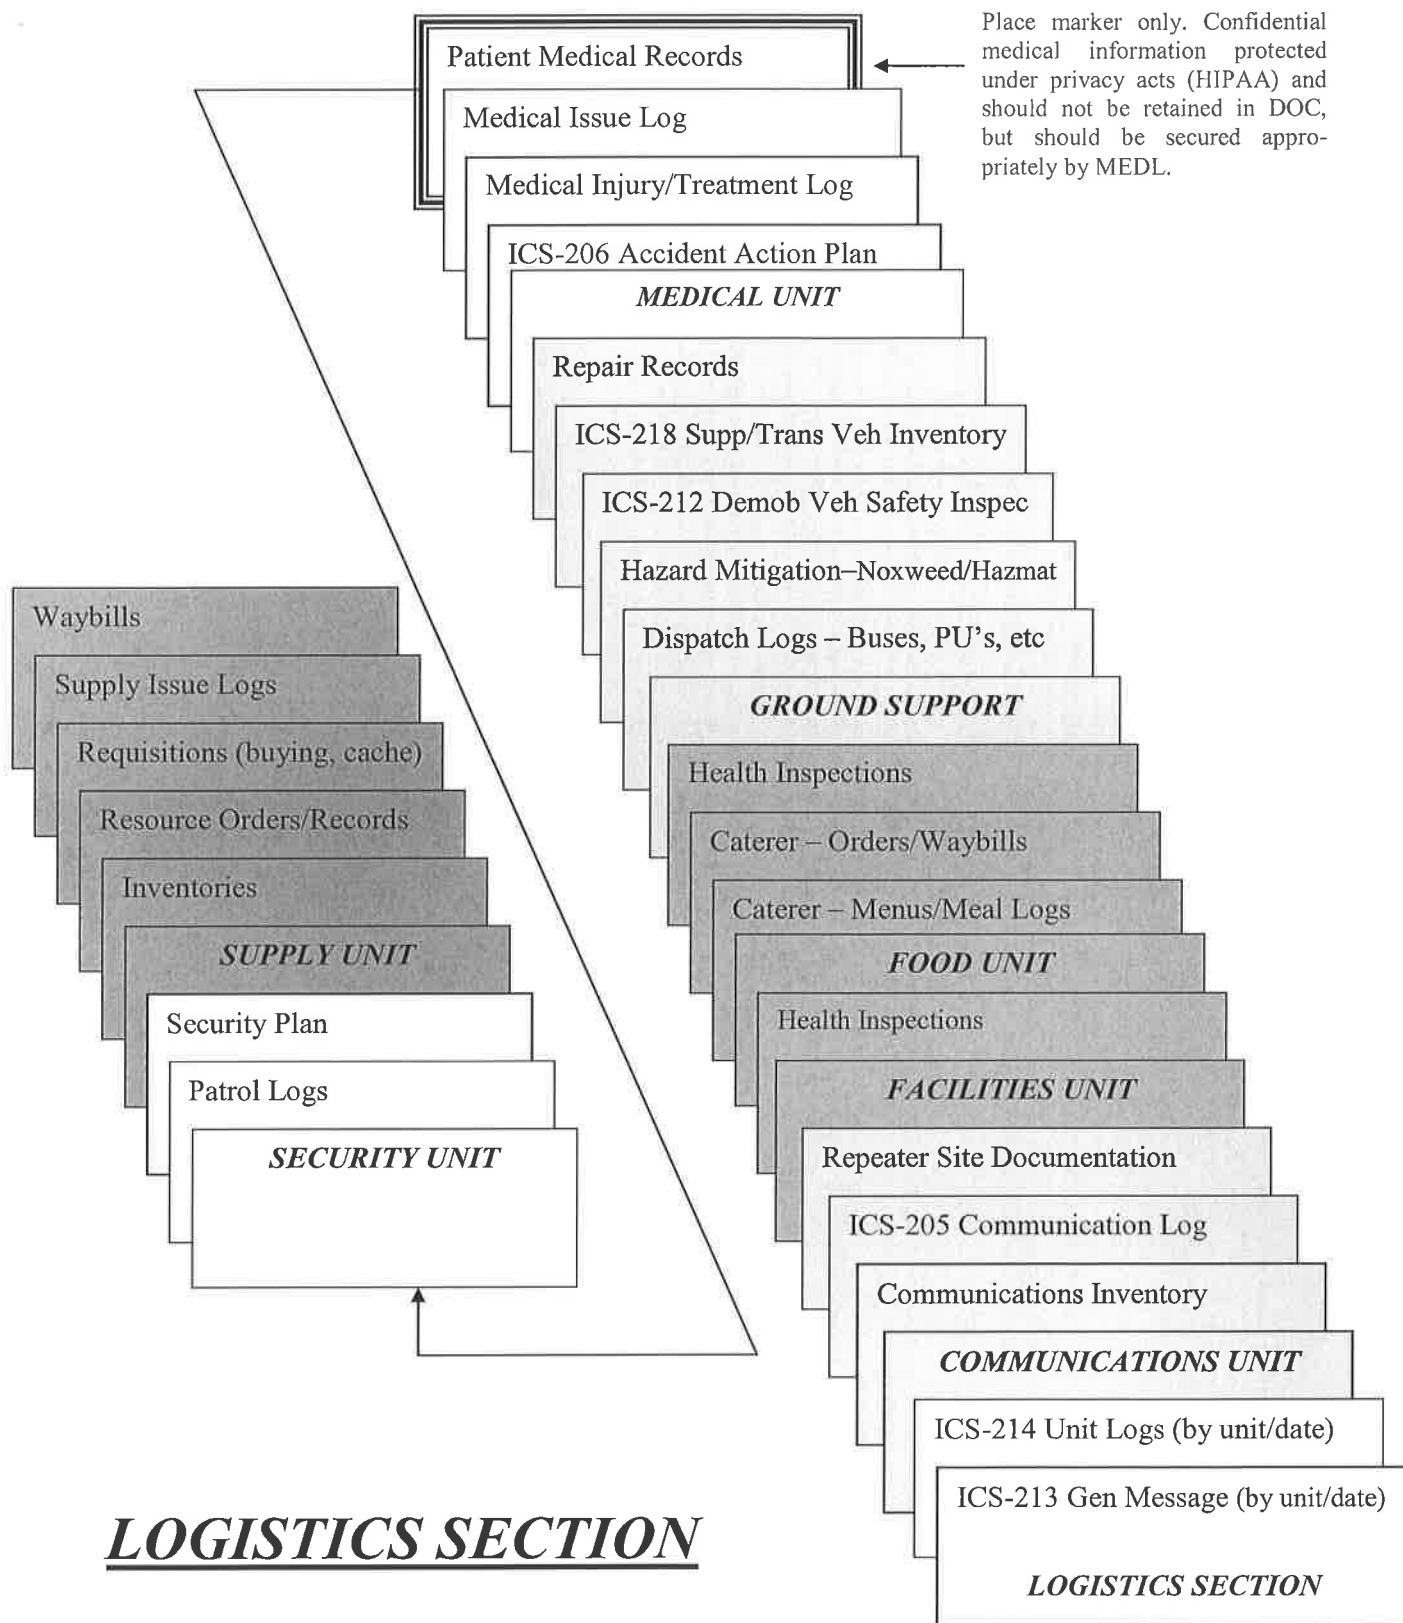 Place marker only. Confidential
medical information protected
under privacy acts (HIPAA) and
should not be retained in DOC,
but should be secured appro-
priately by MEDL.
Patient Medical Records
Medical Issue Log
Medical Injury/Treatment Log
ICS-206 Accident Action Plan
MEDICAL UNIT
Repair Records
ICS-218 Supp/Trans Veh Inventory
ICS-212 Demob Veh Safety Inspec
Hazard Mitigation–Noxweed/Hazmat
Dispatch Logs – Buses, PU's, etc
GROUND SUPPORT
Health Inspections
Caterer – Orders/Waybills
Caterer – Menus/Meal Logs
FOOD UNIT
Health Inspections
FACILITIES UNIT
Repeater Site Documentation
ICS-205 Communication Log
Communications Inventory
COMMUNICATIONS UNIT
ICS-214 Unit Logs (by unit/date)
ICS-213 Gen Message (by unit/date)
LOGISTICS SECTION
Waybills
Supply Issue Logs
Requisitions (buying, cache)
Resource Orders/Records
Inventories
SUPPLY UNIT
Security Plan
Patrol Logs
SECURITY UNIT
LOGISTICS SECTION